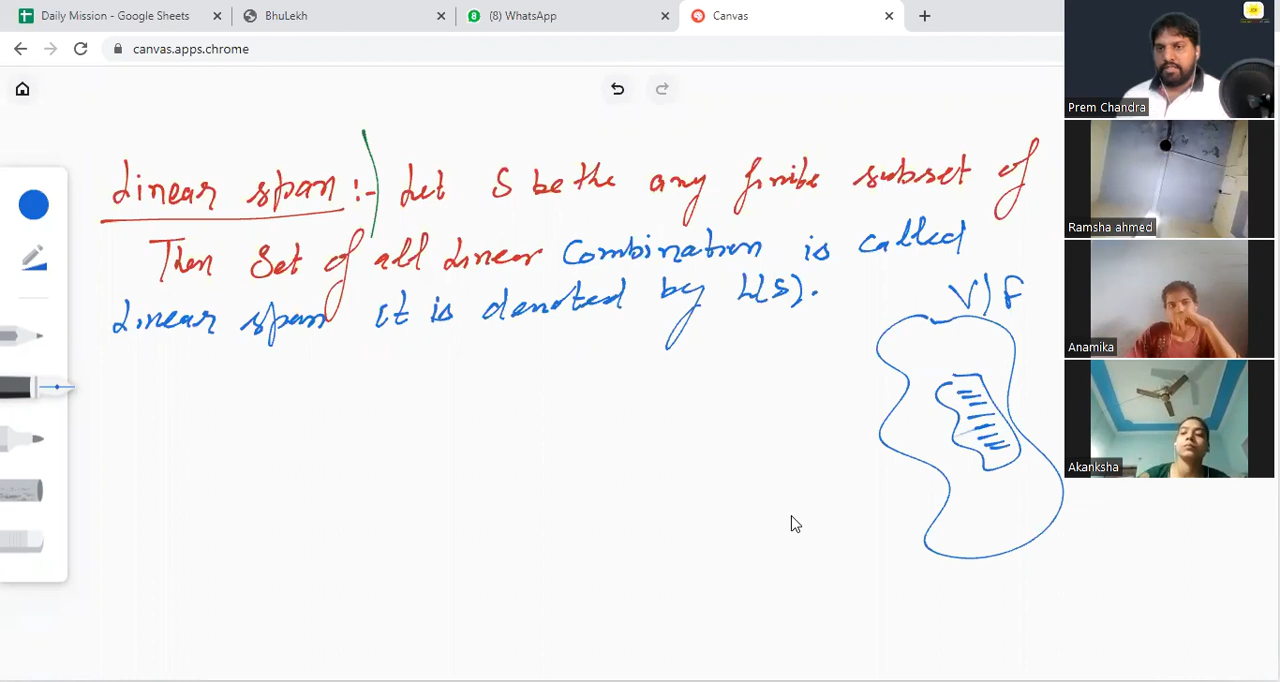 Daily Mission - Google Sheets
BhuLekh
(8) WhatsApp
Canvas
canvas.apps.chrome
Linear span :- Let S be the any finite subset of
Then Set of all Linear Combination is called
Linear span it is denoted by L(S).
V/F
Prem Chandra
Ramsha ahmed
Anamika
Akanksha